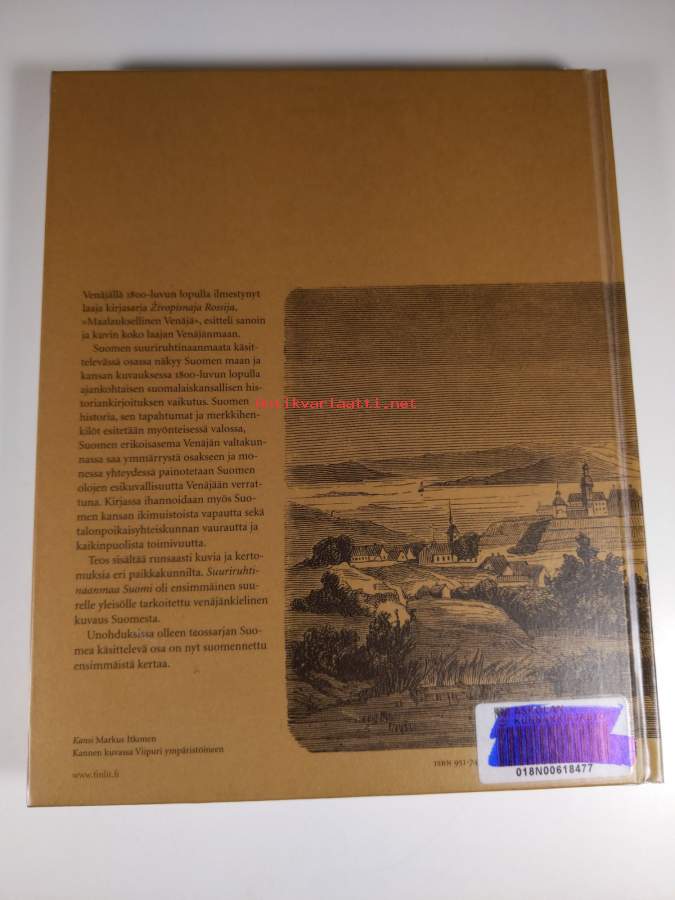 Venäjällä 1800-luvun lopulla ilmestynyt
laaja kirjasarja Živopisnaja Rossija,
»Maalauksellinen Venäjä», esitteli sanoin
ja kuvin koko laajan Venäjänmaan.
Suomen suuriruhtinaanmaata käsit-
televässä osassa näkyy Suomen maan ja
kansan kuvauksessa 1800-luvun lopulla
ajankohtaisen suomalaiskansallisen his-
toriankirjoituksen vaikutus. Suomen
historia, sen tapahtumat ja merkkihen-
kilöt esitetään myönteisessä valossa,
Suomen erikoisasema Venäjän valtakun-
nassa saa ymmärrystä osakseen ja mo-
nessa yhteydessä painotetaan Suomen
olojen esikuvallisuutta Venäjään verrat-
tuna. Kirjassa ihannoidaan myös Suo-
men kansan ikimuistoista vapautta sekä
talonpoikaisyhteiskunnan vaurautta ja
kaikinpuolista toimivuutta.
Teos sisältää runsaasti kuvia ja kerto-
muksia eri paikkakunnilta. Suuriruhti-
naanmaa Suomi oli ensimmäinen suu-
relle yleisölle tarkoitettu venäjänkielinen
kuvaus Suomesta.
Unohduksissa olleen teossarjan Suo-
mea käsittelevä osa on nyt suomennettu
ensimmäistä kertaa.
Kansi Markus Itkonen
Kannen kuvassa Viipuri ympäristöineen
www.finlit.fi
antikvariaatti.net
ISBN 951-74
ASKOLAN
018N00618477